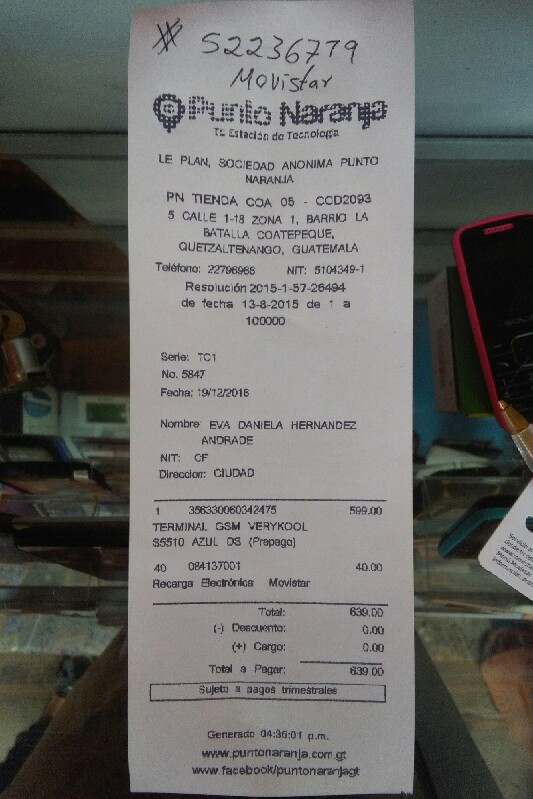 # 52236779
Movistar
Punto Naranja
Tu Estación de Tecnología
LE PLAN, SOCIEDAD ANONIMA PUNTO
NARANJA
PN TIENDA COA 05 - CCD2093
5 CALLE 1-18 ZONA 1, BARRIO LA
BATALLA COATEPEQUE,
QUETZALTENANGO, GUATEMALA
Teléfono: 22796966 NIT: 5104349-1
Resolución 2015-1-57-26494
de fecha 13-8-2015 de 1 a
100000
Serie: TC1
No. 5847
Fecha: 19/12/2016
Nombre EVA DANIELA HERNANDEZ
ANDRADE
NIT: CF
Direccion: CIUDAD
1 356330060342475 599.00
TERMINAL GSM VERYKOOL
S5510 AZUL DS (Prepago)
40 084137001 40.00
Recarga Electrónica Movistar
Total: 639.00
(-) Descuento: 0.00
(+) Cargo: 0.00
Total a Pagar: 639.00
Sujeto a pagos trimestrales
Generado 04:36:01 p.m.
www.puntonaranja.com.gt
www.facebook/puntonaranjagt